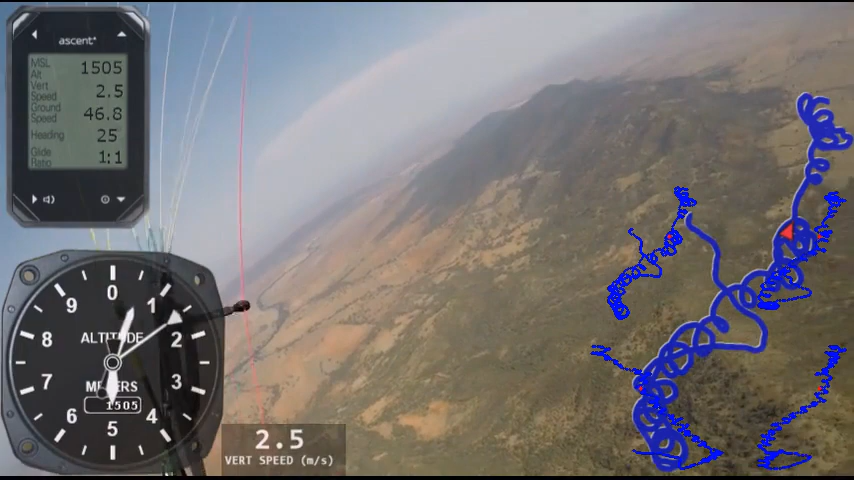 ascent+
MSL Alt 1505
Vert Speed 2.5
Ground Speed 46.8
Heading 25
Glide Ratio 1:1
0
9 1
ALTITUDE
8 2
7 3
METERS
1505
6 4
5
2.5
VERT SPEED (m/s)